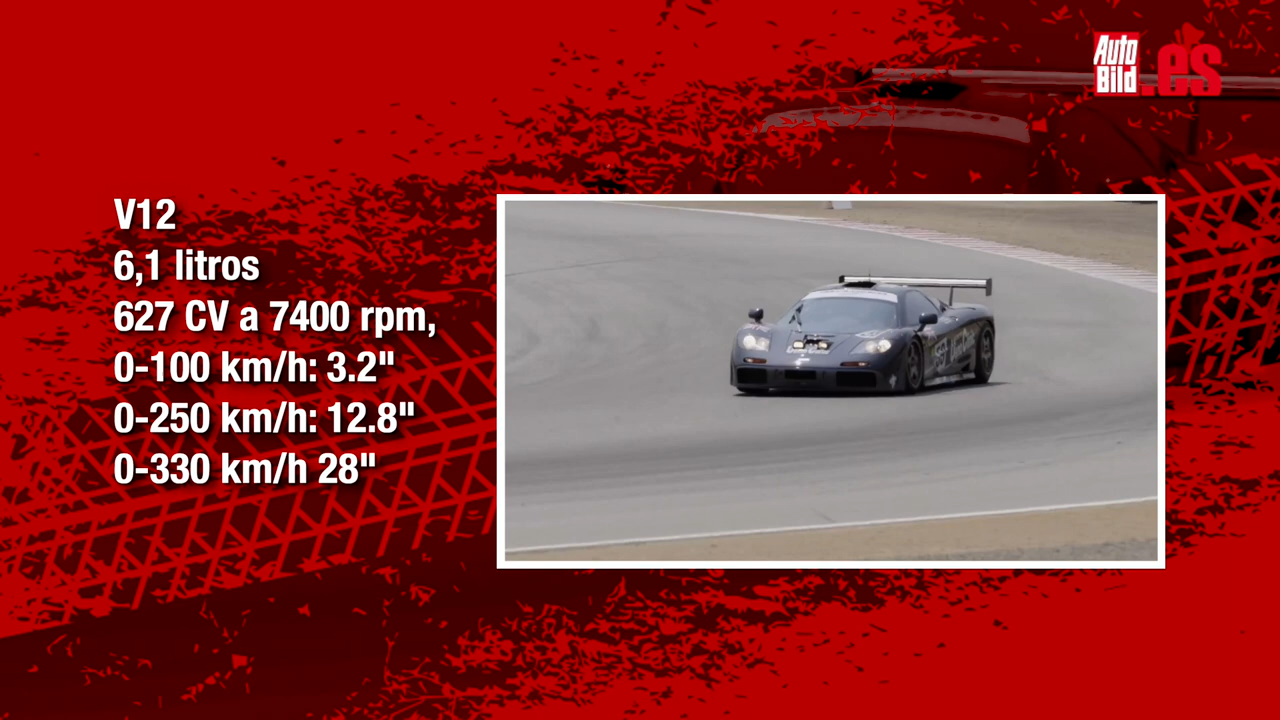 Auto
Bild.es
V12
6,1 litros
627 CV a 7400 rpm,
0-100 km/h: 3.2"
0-250 km/h: 12.8"
0-330 km/h 28"